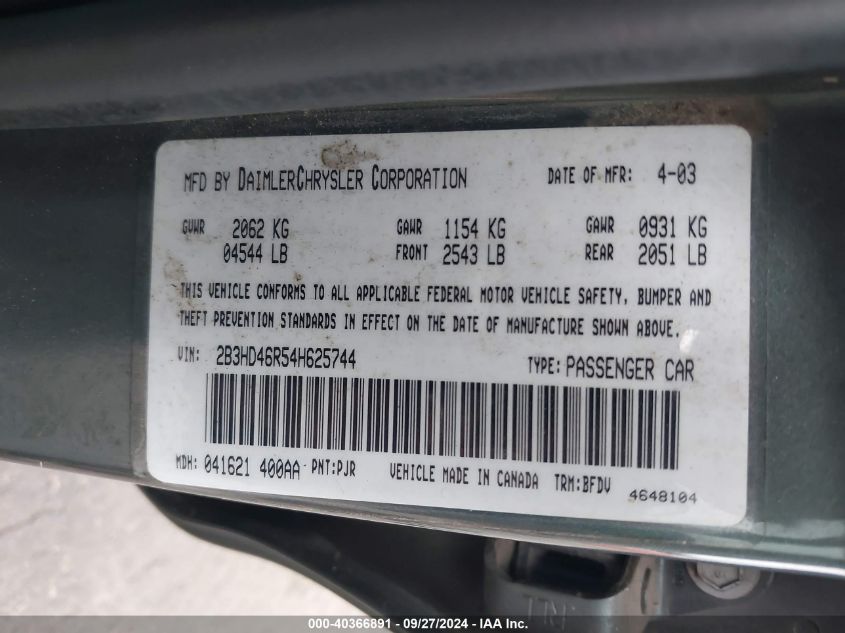 MFD BY DAIMLERCHRYSLER CORPORATION DATE OF MFR: 4-03
GVWR 2062 KG GAWR 1154 KG GAWR 0931 KG
04544 LB FRONT 2543 LB REAR 2051 LB
THIS VEHICLE CONFORMS TO ALL APPLICABLE FEDERAL MOTOR VEHICLE SAFETY, BUMPER AND
THEFT PREVENTION STANDARDS IN EFFECT ON THE DATE OF MANUFACTURE SHOWN ABOVE.
VIN: 2B3HD46R54H625744 TYPE: PASSENGER CAR
MDH: 041621 400AA PNT:PJR VEHICLE MADE IN CANADA TRM:BFDV 4648104
000-40366891 - 09/27/2024 - IAA Inc.